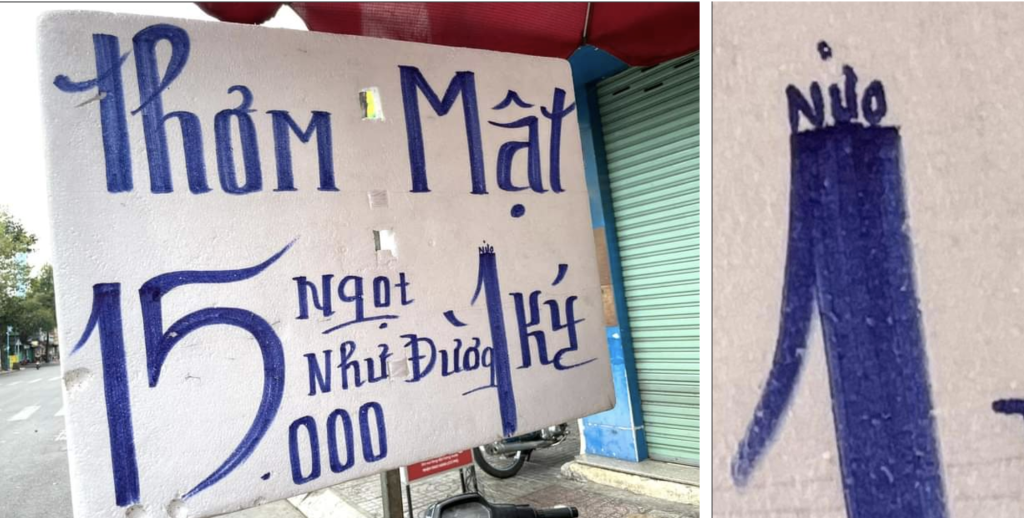 thơm Mật
15.000
Ngọt
Như Đường
Nửa
1 Ký
Nửa
1